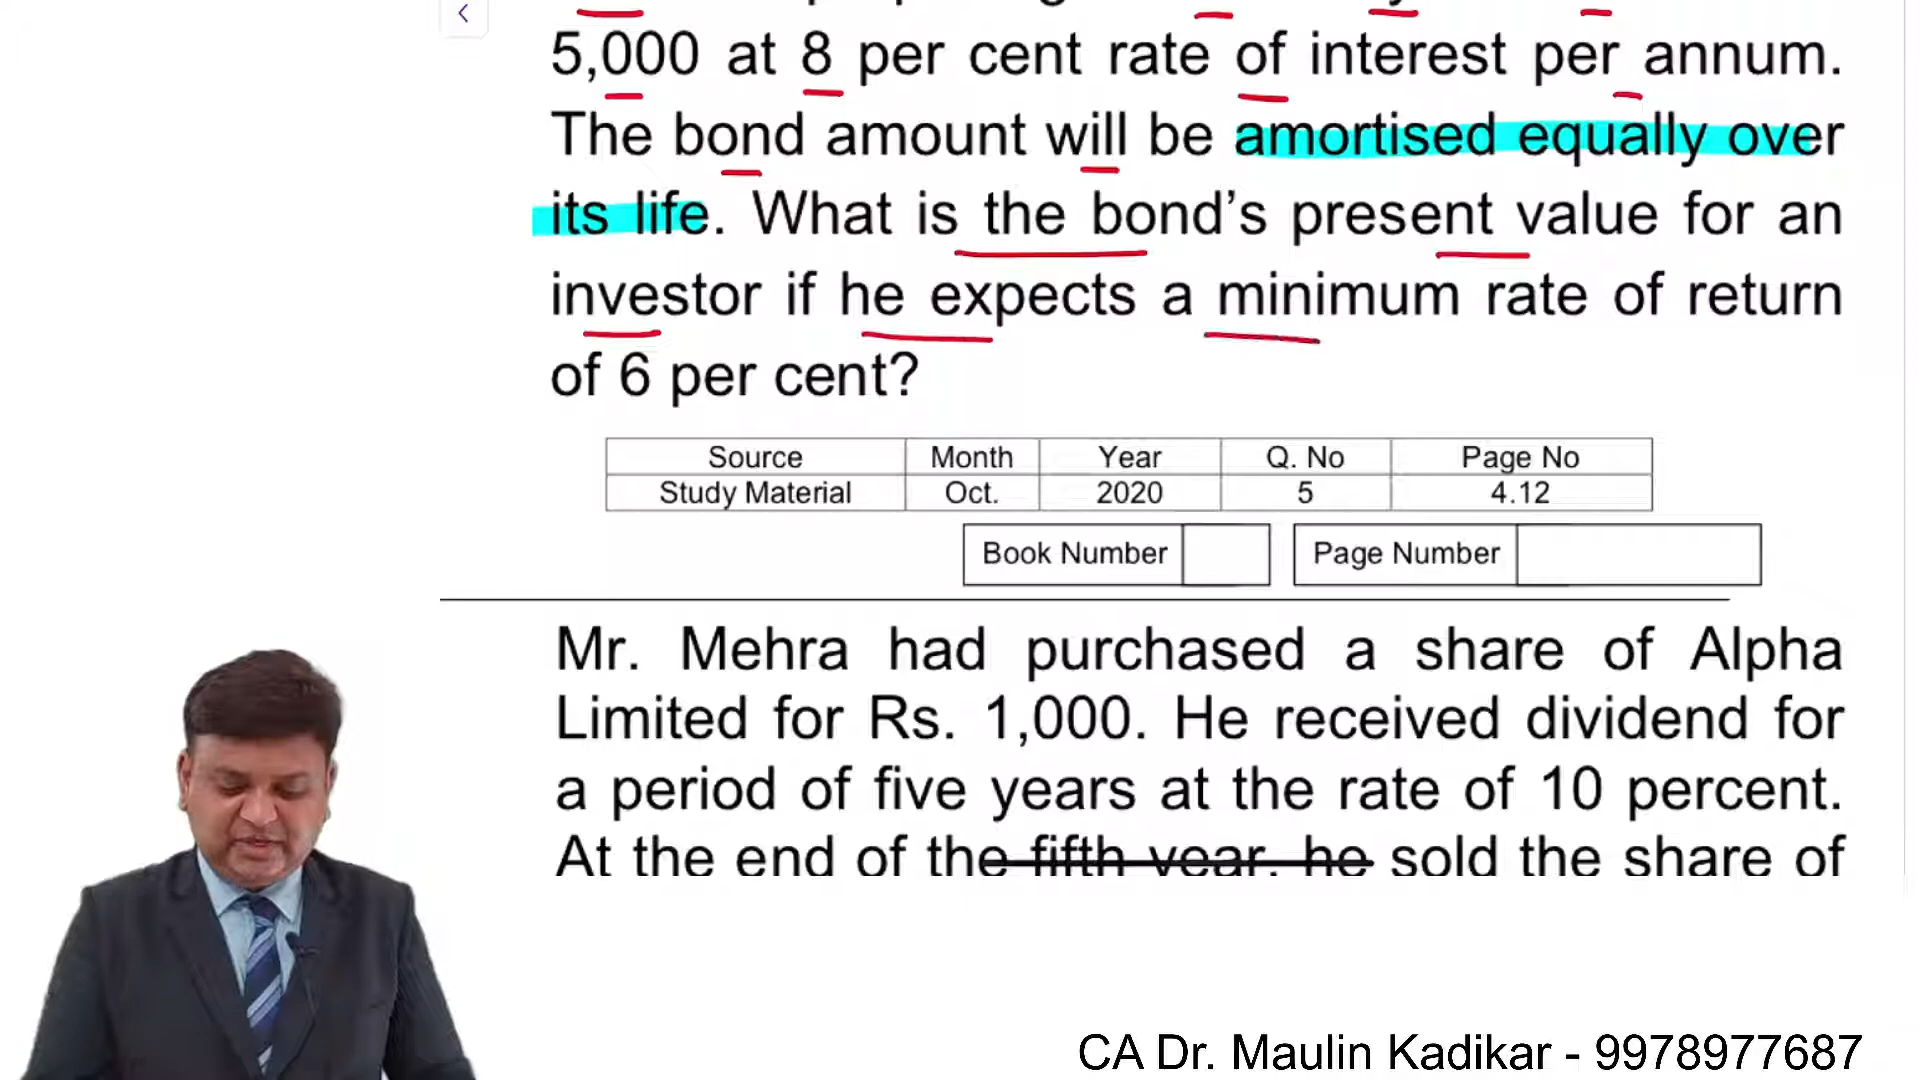 5,000 at 8 per cent rate of interest per annum.
The bond amount will be amortised equally over
its life. What is the bond’s present value for an
investor if he expects a minimum rate of return
of 6 per cent?
Source Month Year Q. No Page No
Study Material Oct. 2020 5 4.12
Book Number Page Number
Mr. Mehra had purchased a share of Alpha
Limited for Rs. 1,000. He received dividend for
a period of five years at the rate of 10 percent.
At the end of the fifth year, he sold the share of
CA Dr. Maulin Kadikar - 9978977687